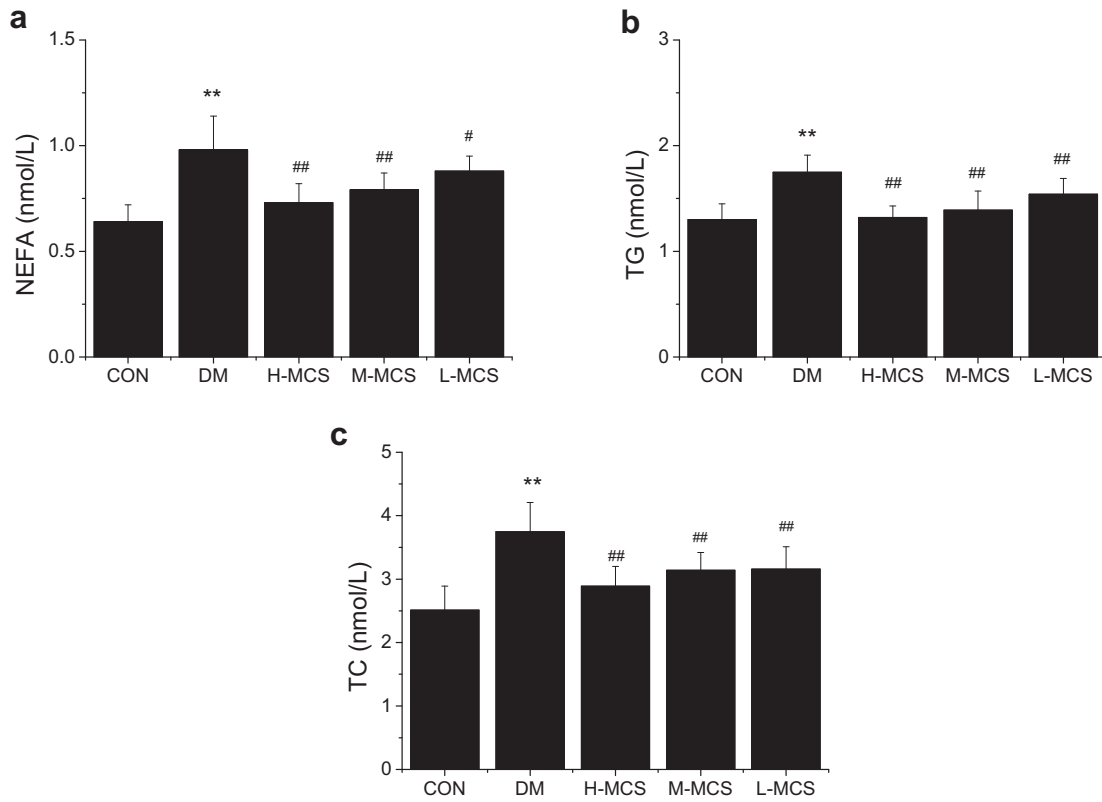 a
1.5
1.0
0.5
0.0
NEFA (nmol/L)
**
##
##
#
CON DM H-MCS M-MCS L-MCS
b
3
2
1
0
TG (nmol/L)
**
##
##
##
CON DM H-MCS M-MCS L-MCS
c
5
4
3
2
1
0
TC (nmol/L)
**
##
##
##
CON DM H-MCS M-MCS L-MCS